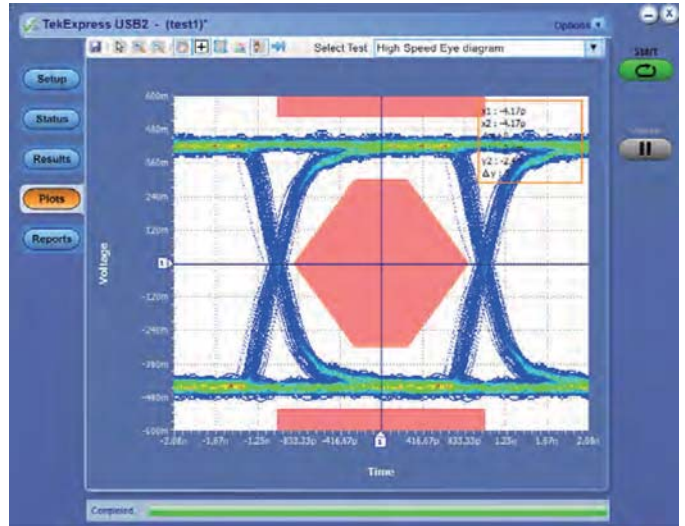 TekExpress USB2 - (test1)*
Options
Select Test High Speed Eye diagram
Start
Setup
Status
Results
Plots
Reports
x1 : -4.17p
x2 : -4.17p
y2 : -2.
Δy :
600m
480m
360m
240m
120m
-120m
-240m
-360m
-480m
-600m
Voltage
-2.08n -1.67n -1.25n -833.33p -416.67p 416.67p 833.33p 1.25n 1.67n 2.08n
Time
Completed